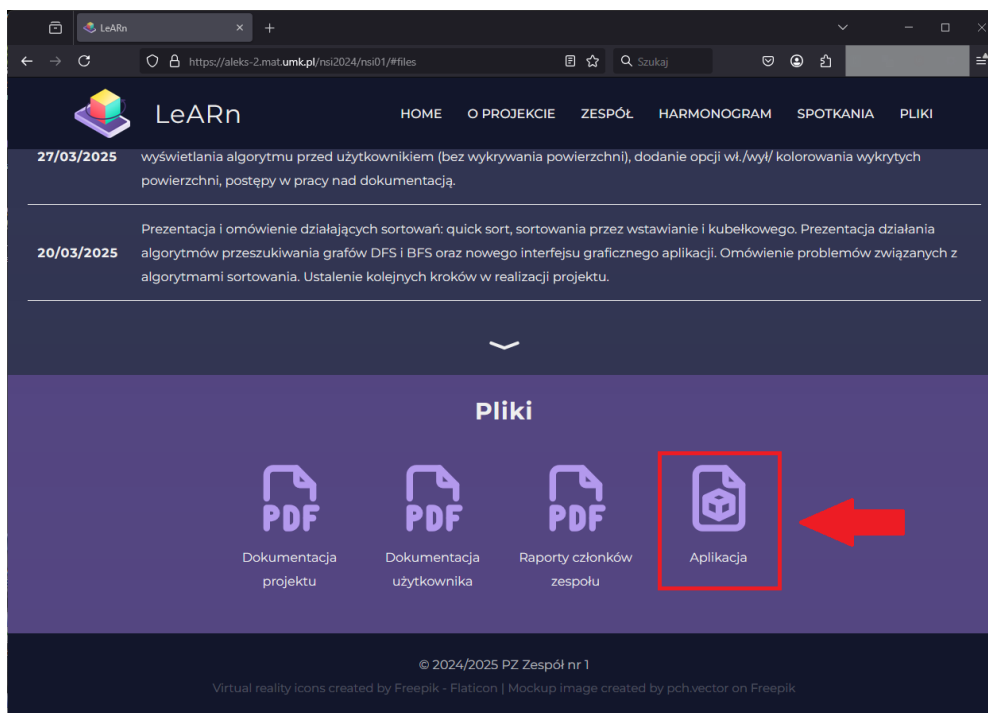 LeARn
https://aleks-2.mat.umk.pl/nsi2024/nsi01/#files
Szukaj
LeARn
HOME
O PROJEKCIE
ZESPÓŁ
HARMONOGRAM
SPOTKANIA
PLIKI
27/03/2025
wyświetlania algorytmu przed użytkownikiem (bez wykrywania powierzchni), dodanie opcji wł./wył/ kolorowania wykrytych
powierzchni, postępy w pracy nad dokumentacją.
20/03/2025
Prezentacja i omówienie działających sortowań: quick sort, sortowania przez wstawianie i kubełkowego. Prezentacja działania
algorytmów przeszukiwania grafów DFS i BFS oraz nowego interfejsu graficznego aplikacji. Omówienie problemów związanych z
algorytmami sortowania. Ustalenie kolejnych kroków w realizacji projektu.
Pliki
PDF
Dokumentacja
projektu
PDF
Dokumentacja
użytkownika
PDF
Raporty członków
zespołu
Aplikacja
© 2024/2025 PZ Zespół nr 1
Virtual reality icons created by Freepik - Flaticon | Mockup image created by pch.vector on Freepik